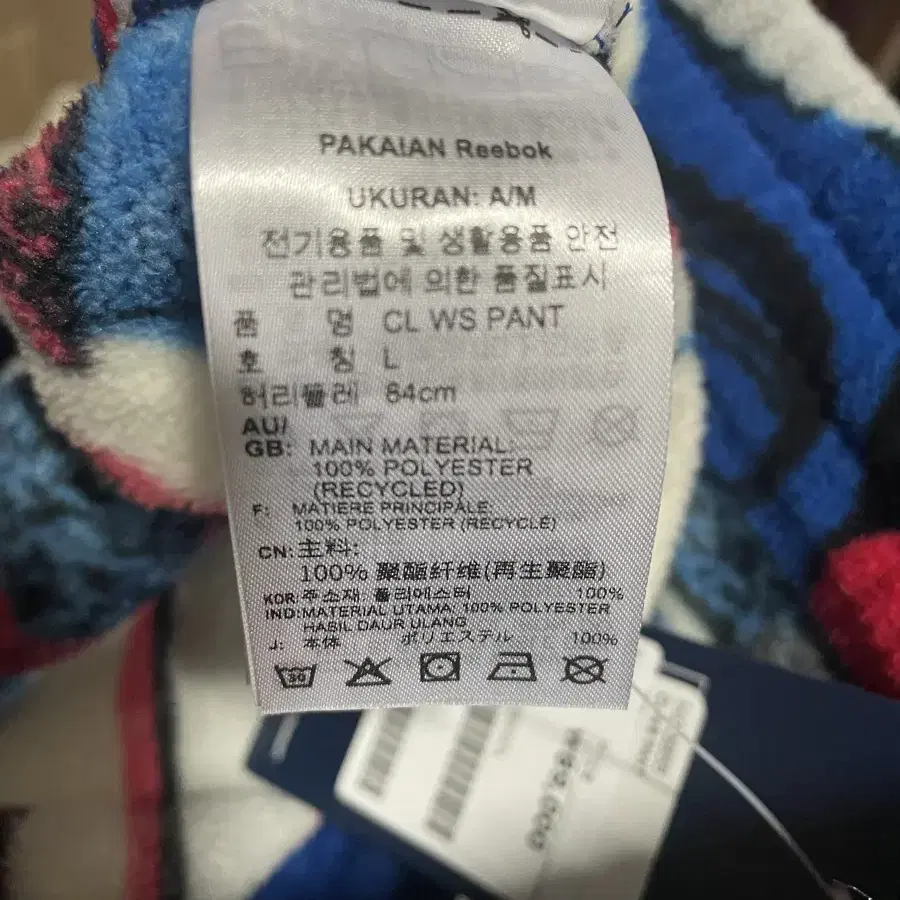 PAKAIAN Reebok
UKURAN: A/M
전기용품 및 생활용품 안전
관리법에 의한 품질표시
품 명 CL WS PANT
호 칭 L
허리둘레 84cm
AU/
GB: MAIN MATERIAL:
100% POLYESTER
(RECYCLED)
F: MATIERE PRINCIPALE:
100% POLYESTER (RECYCLÉ)
CN: 主料:
100% 聚酯纤维(再生聚酯)
KOR: 주소재 폴리에스터 100%
IND: MATERIAL UTAMA: 100% POLYESTER
HASIL DAUR ULANG
J: 本体 ポリエステル 100%
30